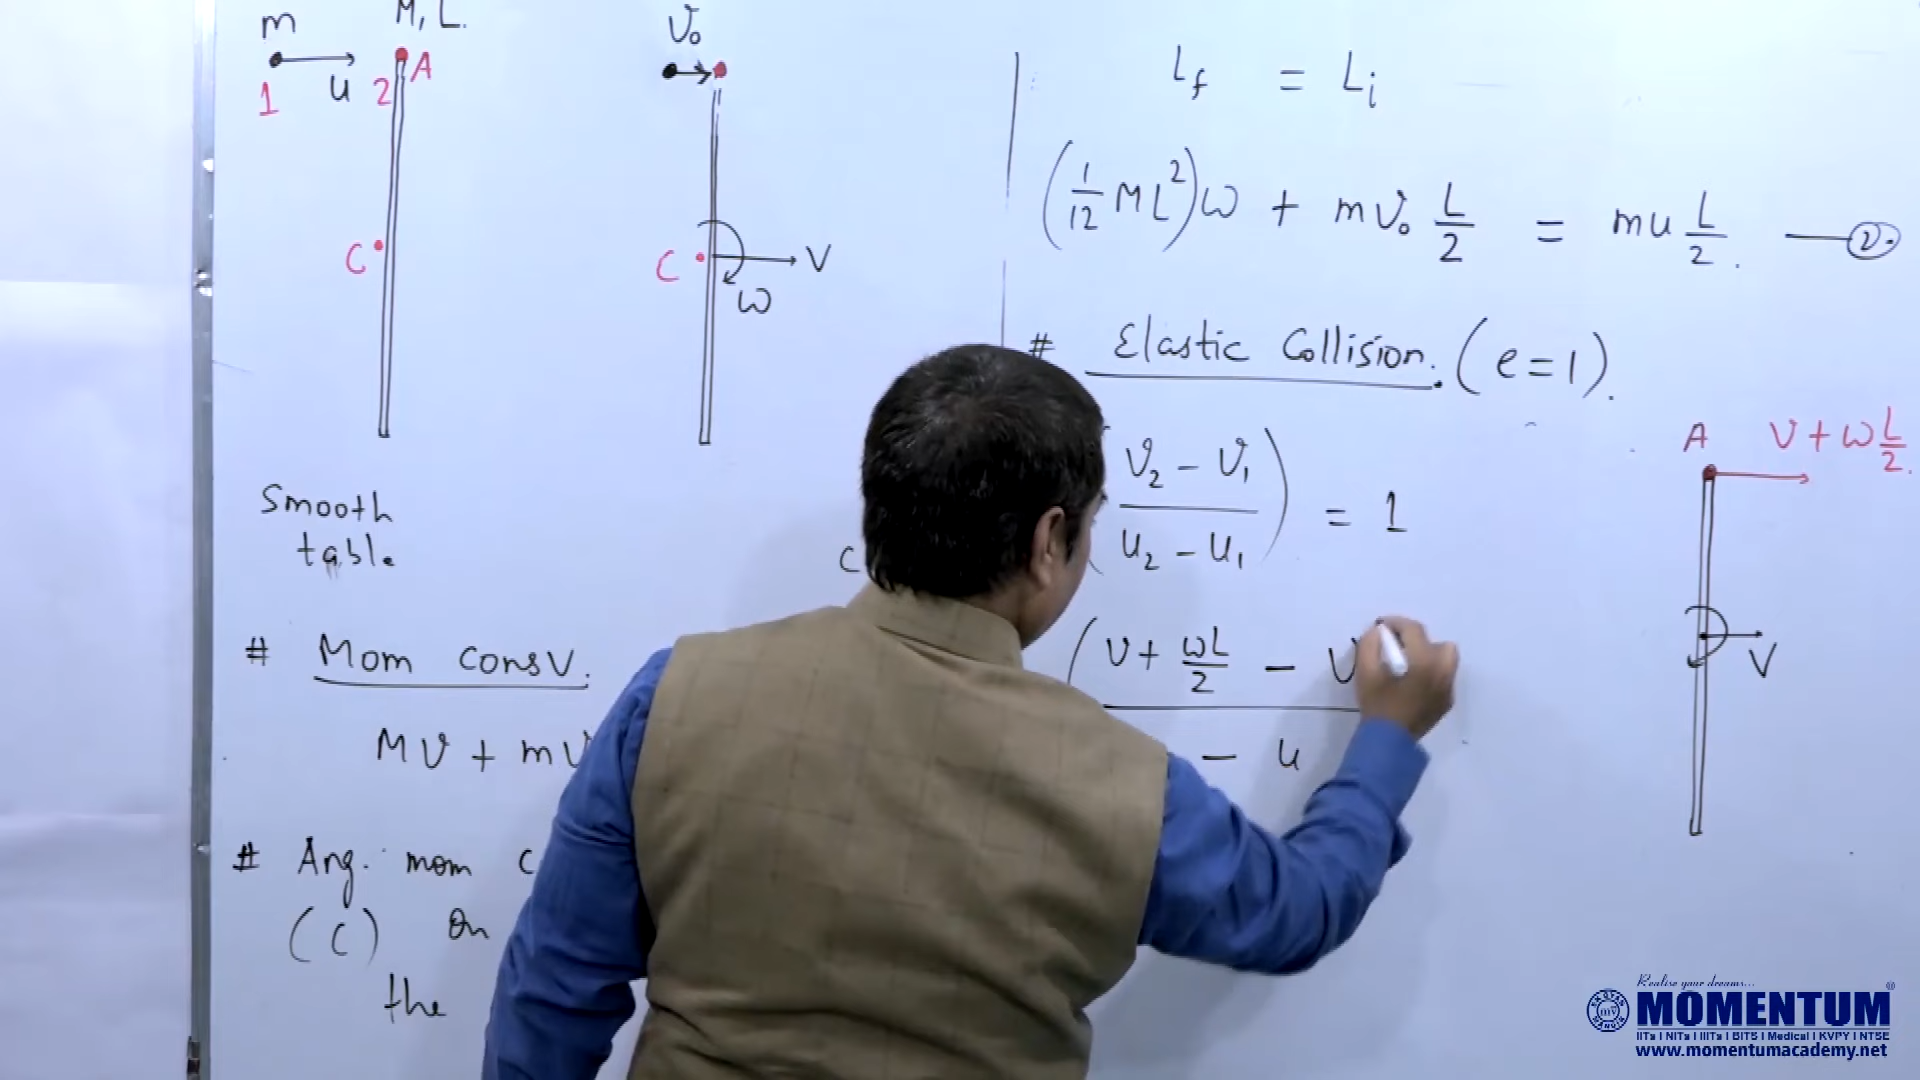 m
M, L.
1
u
2
A
C
v₀
C
v
ω
Smooth
table.
# Mom consv.
Mv + mv
# Ang. mom c
(C) on
the
L_f = L_i
(1/12 ML²)ω + mv₀ L/2 = mu L/2. —②.
# Elastic Collision. (e=1).
(v₂ - v₁ / u₂ - u₁) = 1
(v + ωL/2 - v
- u
A v + ω L/2.
v
Realise your dreams...
MOMENTUM
IITs | NITs | IIITs | BITS | Medical | KVPY | NTSE
www.momentumacademy.net